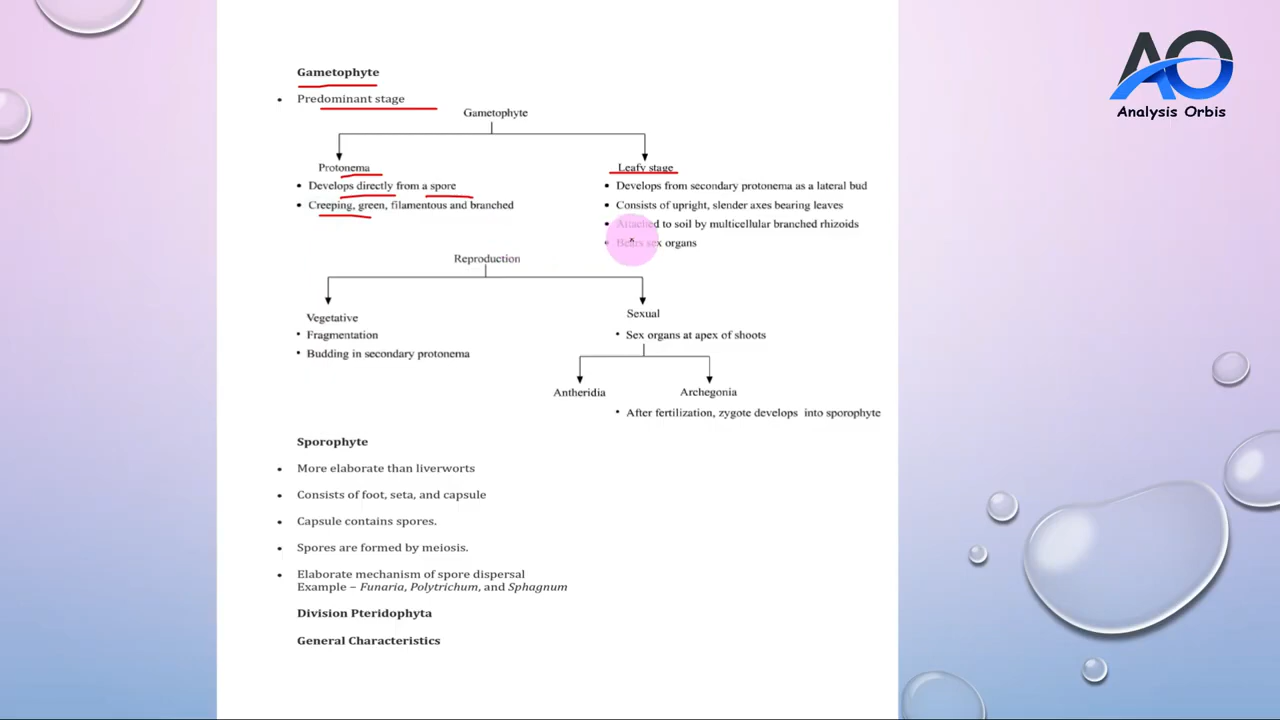 Gametophyte
• Predominant stage
Gametophyte
Protonema
• Develops directly from a spore
• Creeping, green, filamentous and branched
Leafy stage
• Develops from secondary protonema as a lateral bud
• Consists of upright, slender axes bearing leaves
• Attached to soil by multicellular branched rhizoids
• Bears sex organs
Reproduction
Vegetative
• Fragmentation
• Budding in secondary protonema
Sexual
• Sex organs at apex of shoots
Antheridia
Archegonia
• After fertilization, zygote develops into sporophyte
Sporophyte
• More elaborate than liverworts
• Consists of foot, seta, and capsule
• Capsule contains spores.
• Spores are formed by meiosis.
• Elaborate mechanism of spore dispersal
Example – Funaria, Polytrichum, and Sphagnum
Division Pteridophyta
General Characteristics
AO
Analysis Orbis